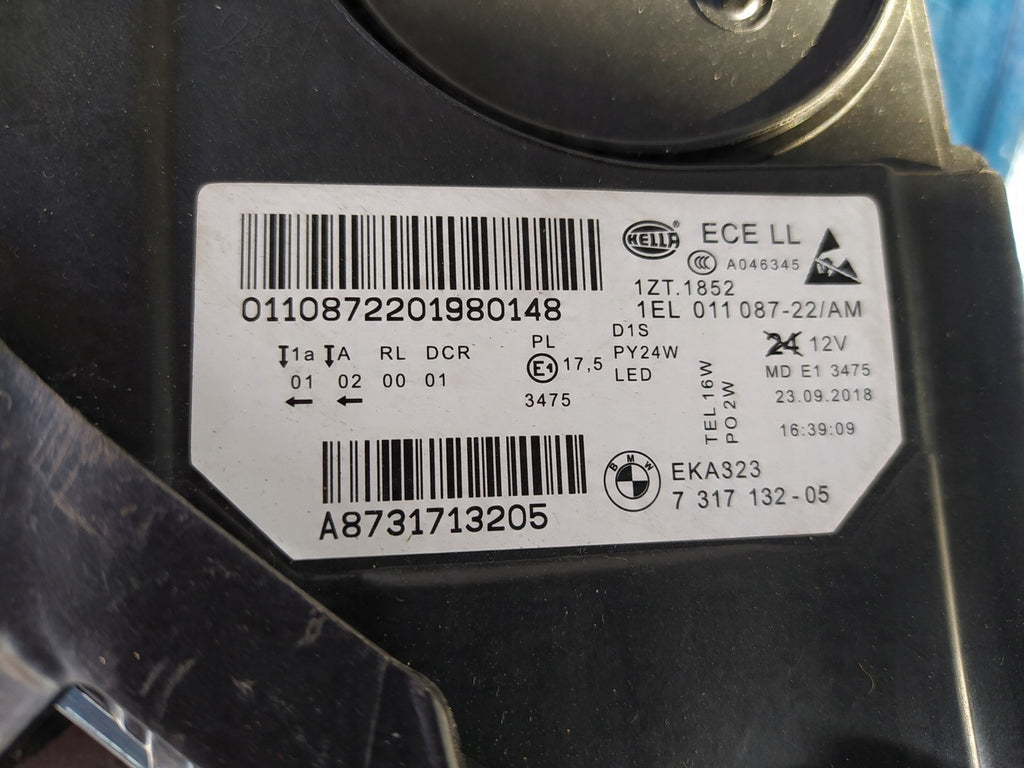 HELLA ® ECE LL
CCC A046345
0110872201980148
1ZT.1852
1EL 011 087-22/AM
1a A RL DCR
01 02 00 01
PL
E1 17,5
3475
D1S
PY24W
LED
TEL 16W
PO 2W
24 12V
MD E1 3475
23.09.2018
16:39:09
A8731713205
BMW
EKA323
7 317 132-05